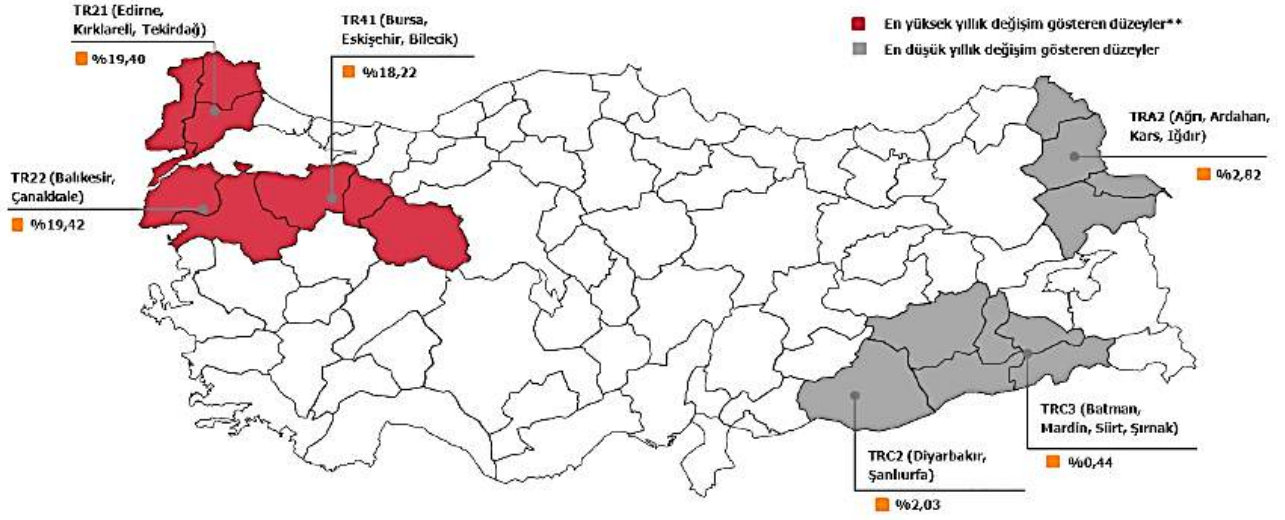 TR21 (Edirne,
Kırklareli, Tekirdağ)
%19,40
TR41 (Bursa,
Eskişehir, Bilecik)
%18,22
En yüksek yıllık değişim gösteren düzeyler**
En düşük yıllık değişim gösteren düzeyler
TRA2 (Ağrı, Ardahan,
Kars, Iğdır)
%2,82
TR22 (Balıkesir,
Çanakkale)
%19,42
TRC3 (Batman,
Mardin, Siirt, Şırnak)
%0,44
TRC2 (Diyarbakır,
Şanlıurfa)
%2,03